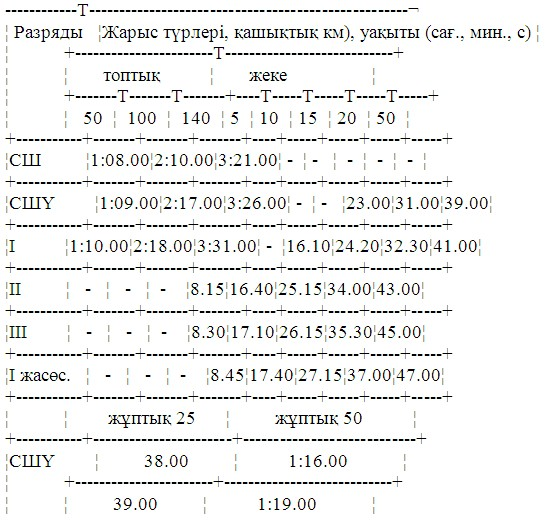 ------------T-----------------------------------------------------¬
¦ Разряды ¦Жарыс түрлері, қашықтық км), уақыты (сағ., мин., с) ¦
¦ +-----------------------T----------------------------+
¦ ¦ топтық ¦ жеке ¦
¦ +-------T------T-------+----T-----T-----T-----T-----+
¦ ¦ 50 ¦ 100 ¦ 140 ¦ 5 ¦ 10 ¦ 15 ¦ 20 ¦ 50 ¦
+-----------+-------+-------+-------+----+-----+-----+-----+-----+
¦СШ ¦1:08.00¦2:10.00¦3:21.00¦ - ¦ - ¦ - ¦ - ¦ - ¦
+-----------+-------+-------+-------+----+-----+-----+-----+-----+
¦СШҮ ¦1:09.00¦2:17.00¦3:26.00¦ - ¦ - ¦23.00¦31.00¦39.00¦
+-----------+-------+-------+-------+----+-----+-----+-----+-----+
¦I ¦1:10.00¦2:18.00¦3:31.00¦ - ¦16.10¦24.20¦32.30¦41.00¦
+-----------+-------+-------+-------+----+-----+-----+-----+-----+
¦II ¦ - ¦ - ¦ - ¦8.15¦16.40¦25.15¦34.00¦43.00¦
+-----------+-------+-------+-------+----+-----+-----+-----+-----+
¦III ¦ - ¦ - ¦ - ¦8.30¦17.10¦26.15¦35.30¦45.00¦
+-----------+-------+-------+-------+----+-----+-----+-----+-----+
¦I жасөс. ¦ - ¦ - ¦ - ¦8.45¦17.40¦27.15¦37.00¦47.00¦
+-----------+-------+-------+-------+----+-----+-----+-----+-----+
¦ ¦ жұптық 25 ¦ жұптық 50 ¦
+-----------+-----------------------+-----------------------------+
¦СШҮ ¦ 38.00 ¦ 1:16.00 ¦
¦ +-----------------------+----------------------------+
¦ ¦ 39.00 ¦ 1:19.00 ¦